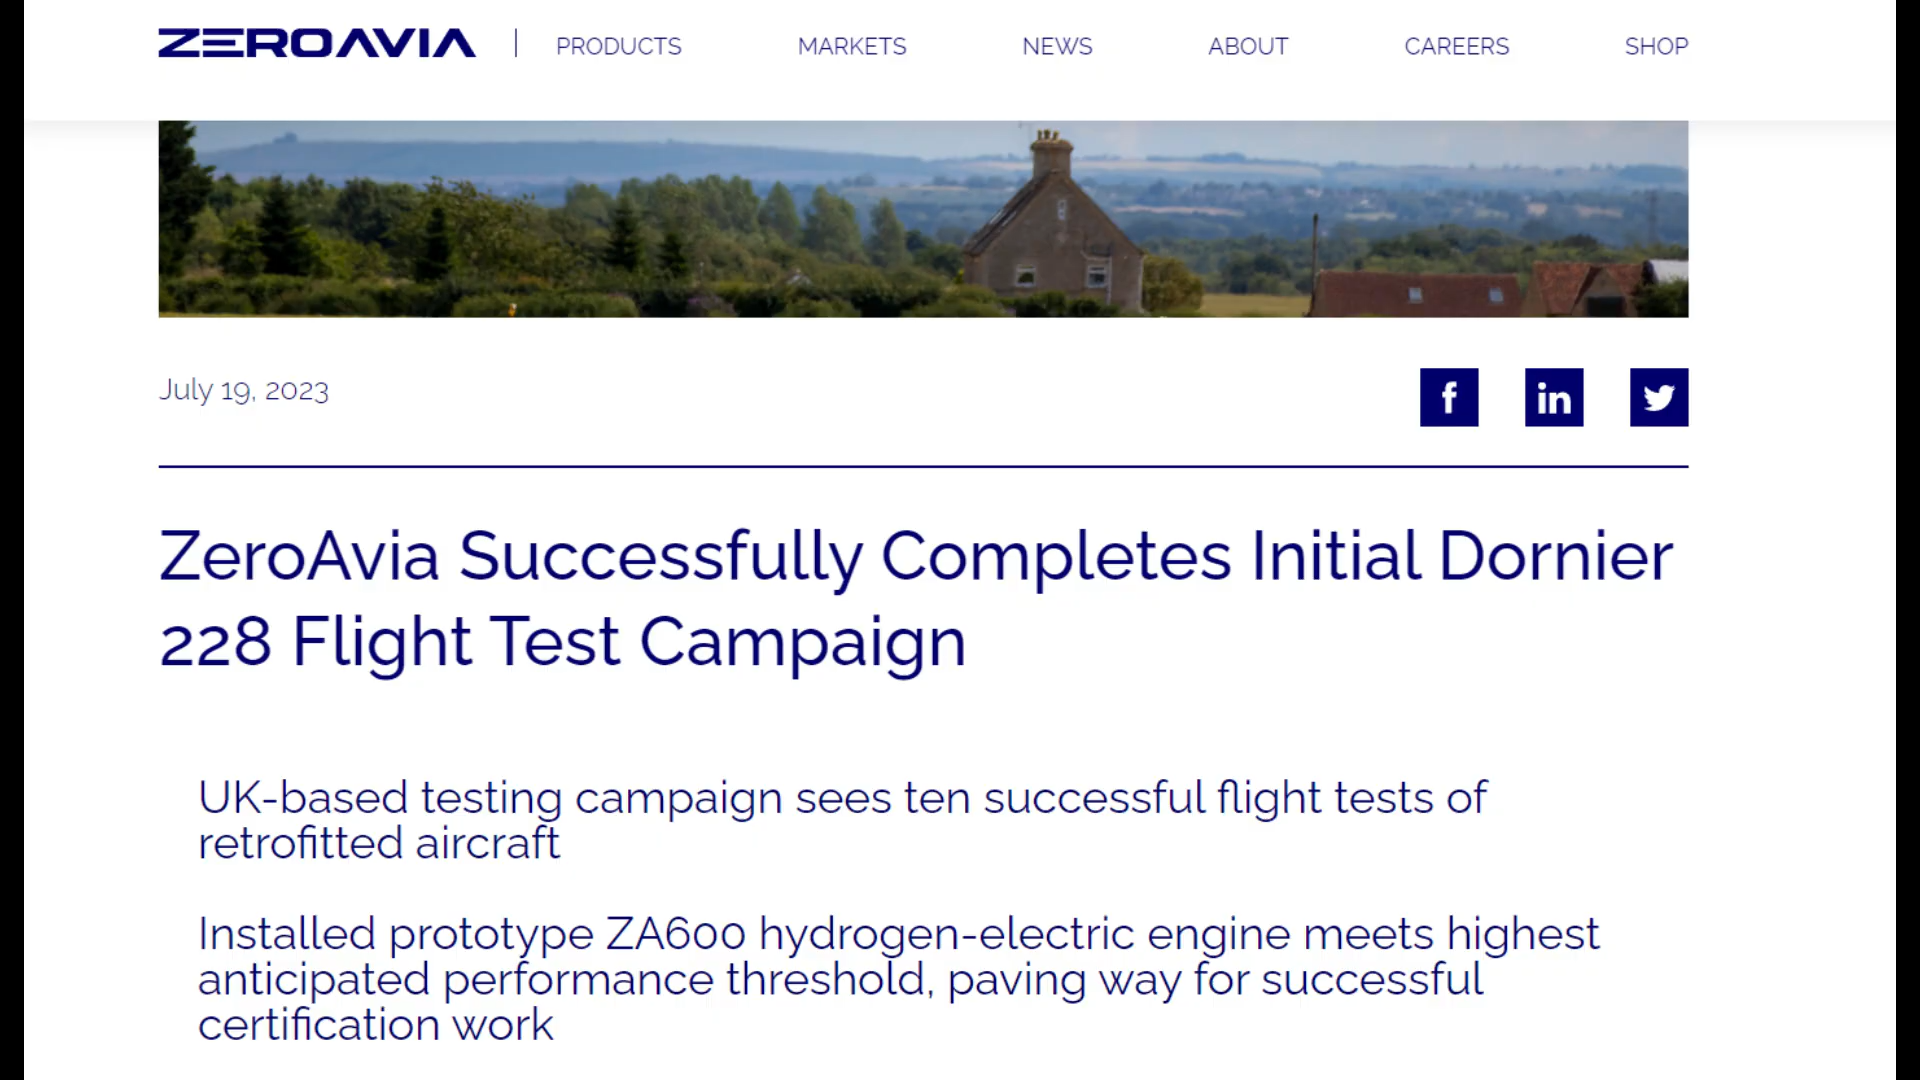 ZEROAVIA
PRODUCTS
MARKETS
NEWS
ABOUT
CAREERS
SHOP
July 19, 2023
ZeroAvia Successfully Completes Initial Dornier
228 Flight Test Campaign
UK-based testing campaign sees ten successful flight tests of
retrofitted aircraft
Installed prototype ZA600 hydrogen-electric engine meets highest
anticipated performance threshold, paving way for successful
certification work